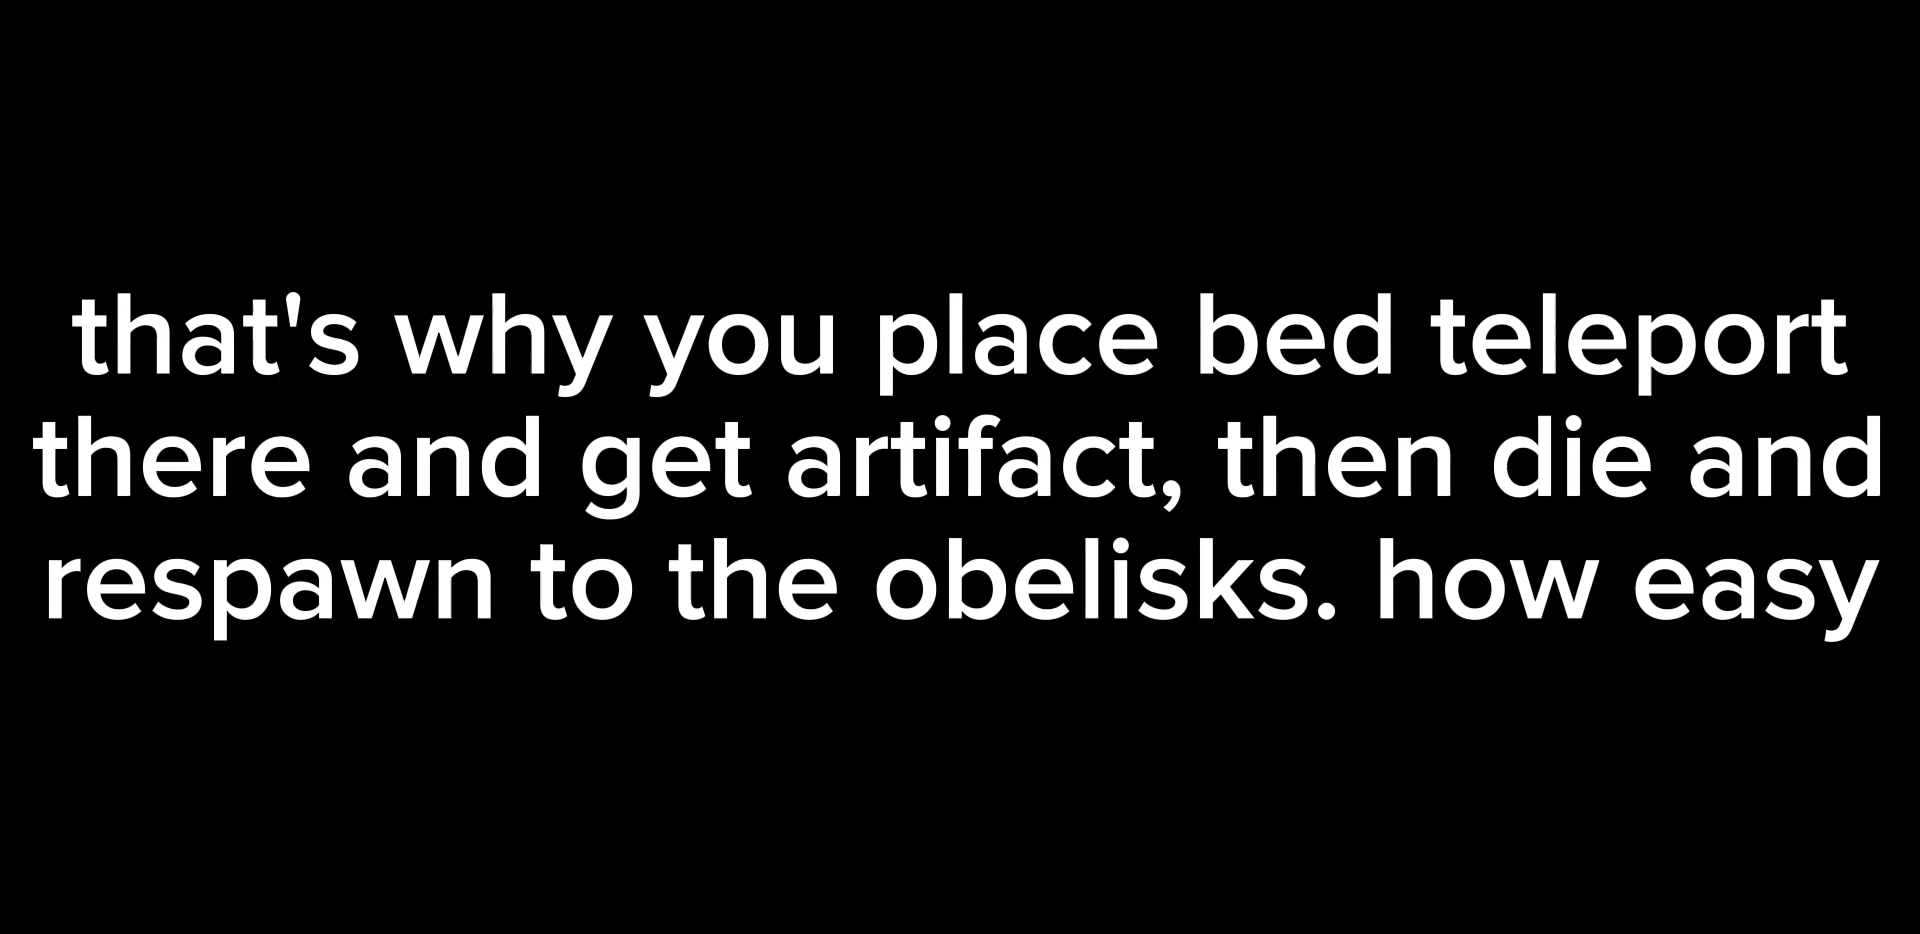 that's why you place bed teleport
there and get artifact, then die and
respawn to the obelisks. how easy